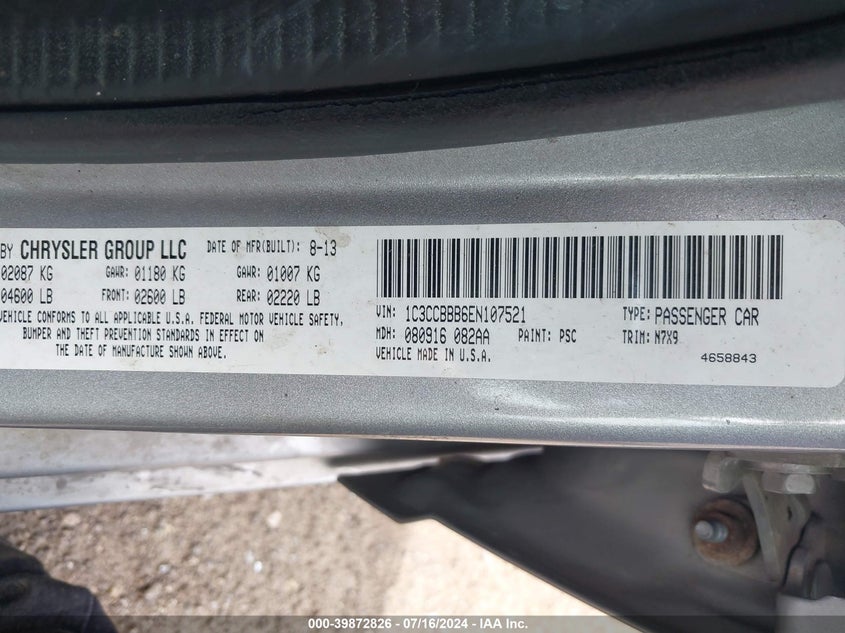 BY CHRYSLER GROUP LLC DATE OF MFR(BUILT): 8-13
02087 KG GAWR: 01180 KG GAWR: 01007 KG
04600 LB FRONT: 02600 LB REAR: 02220 LB
VEHICLE CONFORMS TO ALL APPLICABLE U.S.A. FEDERAL MOTOR VEHICLE SAFETY,
BUMPER AND THEFT PREVENTION STANDARDS IN EFFECT ON
THE DATE OF MANUFACTURE SHOWN ABOVE.
VIN: 1C3CCBBB6EN107521 TYPE: PASSENGER CAR
MDH: 080916 082AA PAINT: PSC TRIM: N7X9
VEHICLE MADE IN U.S.A. 4658843
000-39872826 - 07/16/2024 - IAA Inc.